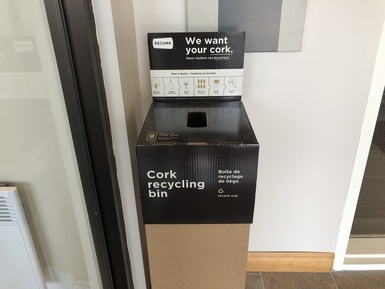 RECORK
We want
your cork.
Nous voulons vos bouchons.
How it works / Comment ça marche
Cork
recycling
bin
Boîte de
recyclage
de liège
recork.org